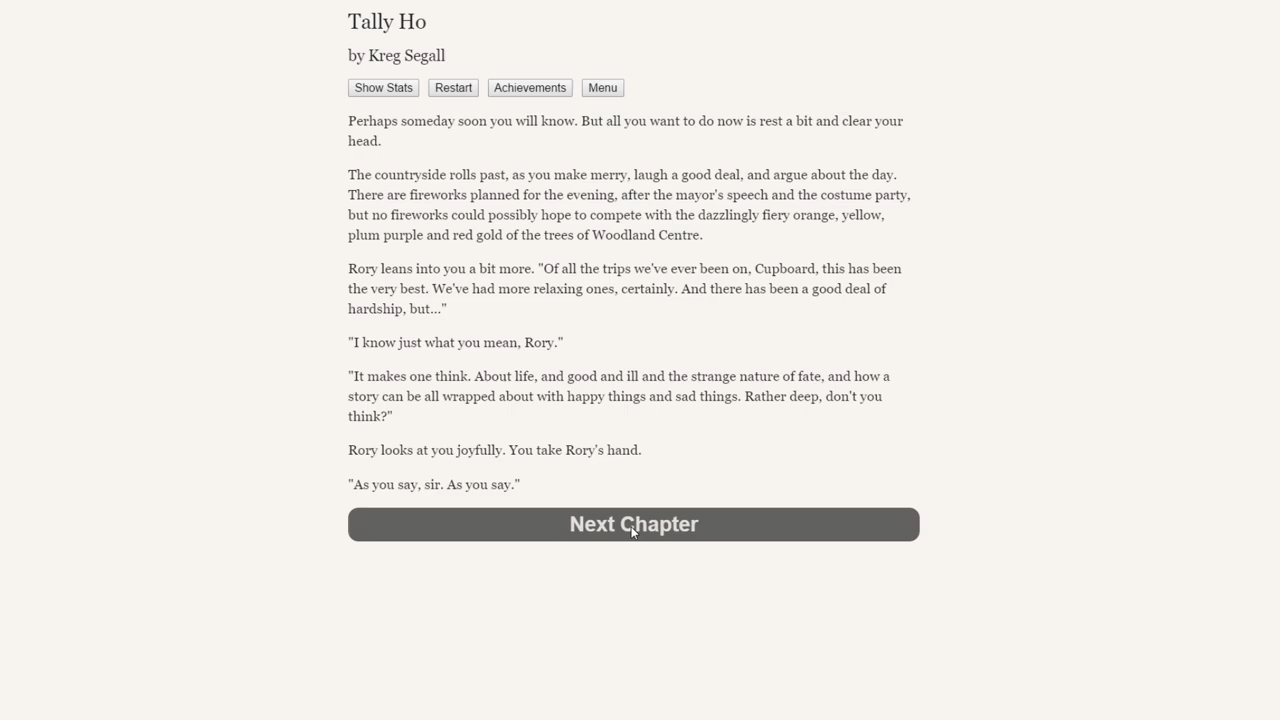 Tally Ho
by Kreg Segall
Show Stats Restart Achievements Menu
Perhaps someday soon you will know. But all you want to do now is rest a bit and clear your
head.
The countryside rolls past, as you make merry, laugh a good deal, and argue about the day.
There are fireworks planned for the evening, after the mayor's speech and the costume party,
but no fireworks could possibly hope to compete with the dazzlingly fiery orange, yellow,
plum purple and red gold of the trees of Woodland Centre.
Rory leans into you a bit more. "Of all the trips we've ever been on, Cupboard, this has been
the very best. We've had more relaxing ones, certainly. And there has been a good deal of
hardship, but..."
"I know just what you mean, Rory."
"It makes one think. About life, and good and ill and the strange nature of fate, and how a
story can be all wrapped about with happy things and sad things. Rather deep, don't you
think?"
Rory looks at you joyfully. You take Rory's hand.
"As you say, sir. As you say."
Next Chapter